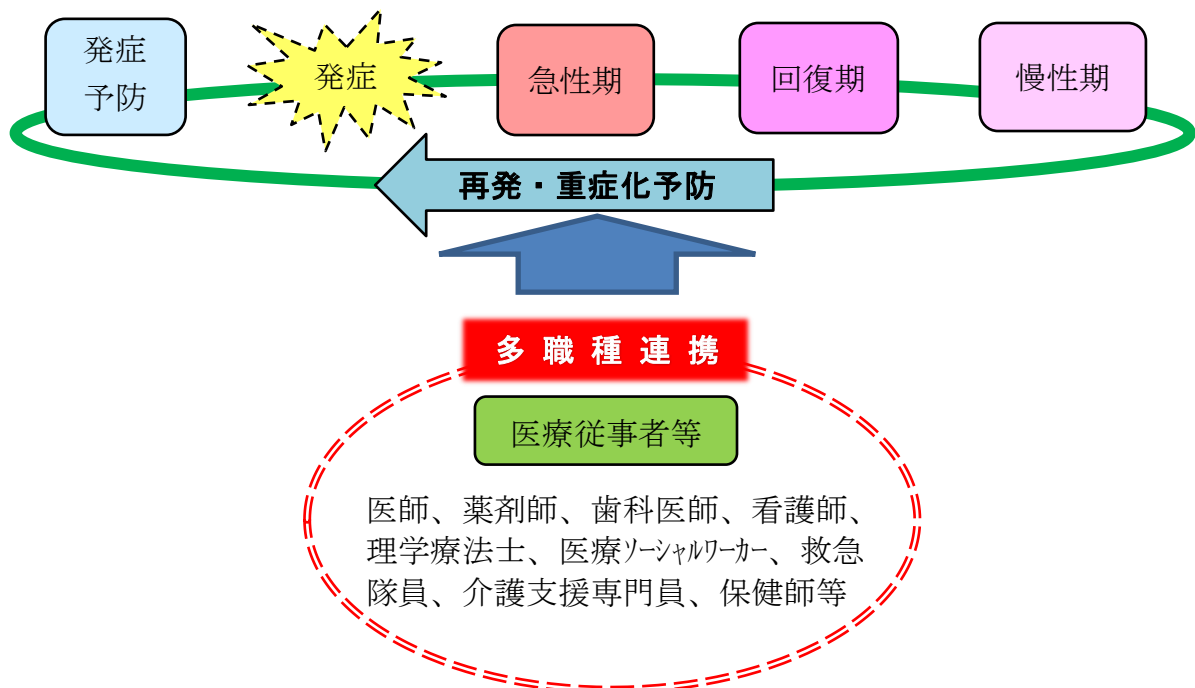 発症
予防
発症
急性期
回復期
慢性期
再発・重症化予防
多職種連携
医療従事者等
医師、薬剤師、歯科医師、看護師、
理学療法士、医療ｿｰｼｬﾙﾜｰｶｰ、救急
隊員、介護支援専門員、保健師等